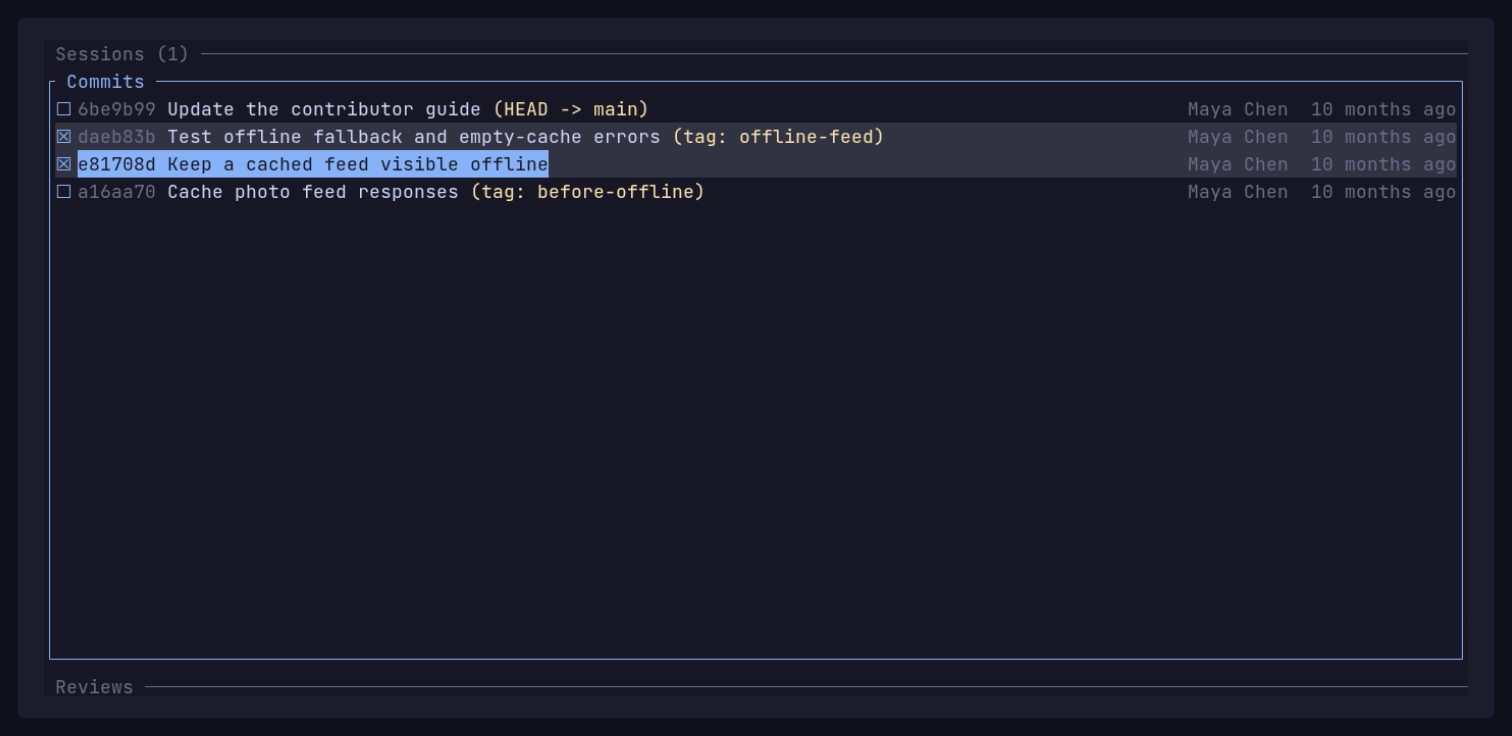 Sessions (1)
Commits
☐ 6be9b99 Update the contributor guide (HEAD -> main) Maya Chen 10 months ago
☒ daeb83b Test offline fallback and empty-cache errors (tag: offline-feed) Maya Chen 10 months ago
☒ e81708d Keep a cached feed visible offline Maya Chen 10 months ago
☐ a16aa70 Cache photo feed responses (tag: before-offline) Maya Chen 10 months ago
Reviews